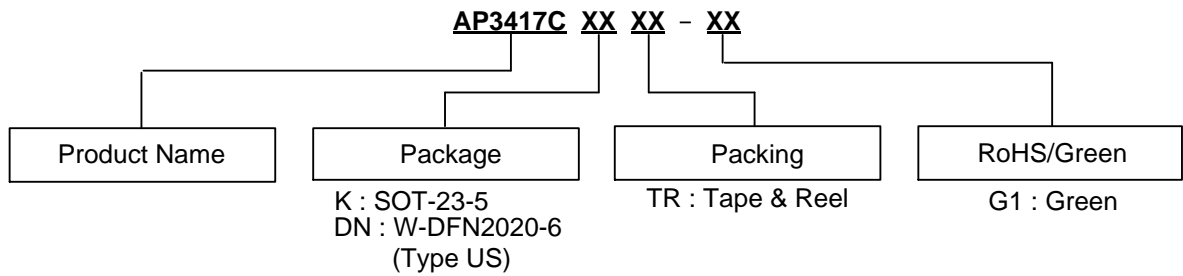 AP3417C XX XX - XX
Product Name
Package
Packing
RoHS/Green
K : SOT-23-5
DN : W-DFN2020-6
(Type US)
TR : Tape & Reel
G1 : Green